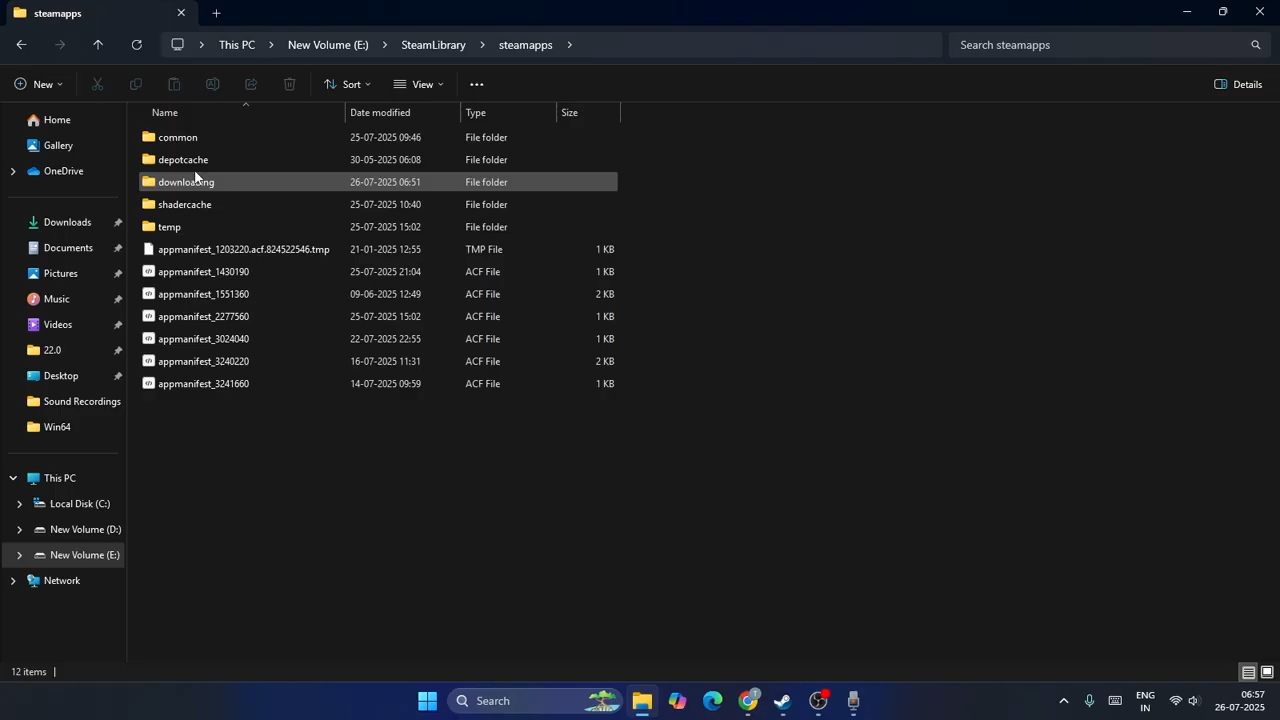 steamapps
This PC > New Volume (E:) > SteamLibrary > steamapps >
Search steamapps
New
Sort
View
Details
Name Date modified Type Size
common 25-07-2025 09:46 File folder
depotcache 30-05-2025 06:08 File folder
downloading 26-07-2025 06:51 File folder
shadercache 25-07-2025 10:40 File folder
temp 25-07-2025 15:02 File folder
appmanifest_1203220.acf.824522546.tmp 21-01-2025 12:55 TMP File 1 KB
appmanifest_1430190 25-07-2025 21:04 ACF File 1 KB
appmanifest_1551360 09-06-2025 12:49 ACF File 2 KB
appmanifest_2277560 25-07-2025 15:02 ACF File 1 KB
appmanifest_3024040 22-07-2025 22:55 ACF File 1 KB
appmanifest_3240220 16-07-2025 11:31 ACF File 2 KB
appmanifest_3241660 14-07-2025 09:59 ACF File 1 KB
Home
Gallery
OneDrive
Downloads
Documents
Pictures
Music
Videos
22.0
Desktop
Sound Recordings
Win64
This PC
Local Disk (C:)
New Volume (D:)
New Volume (E:)
Network
12 items
Search
ENG
IN
06:57
26-07-2025